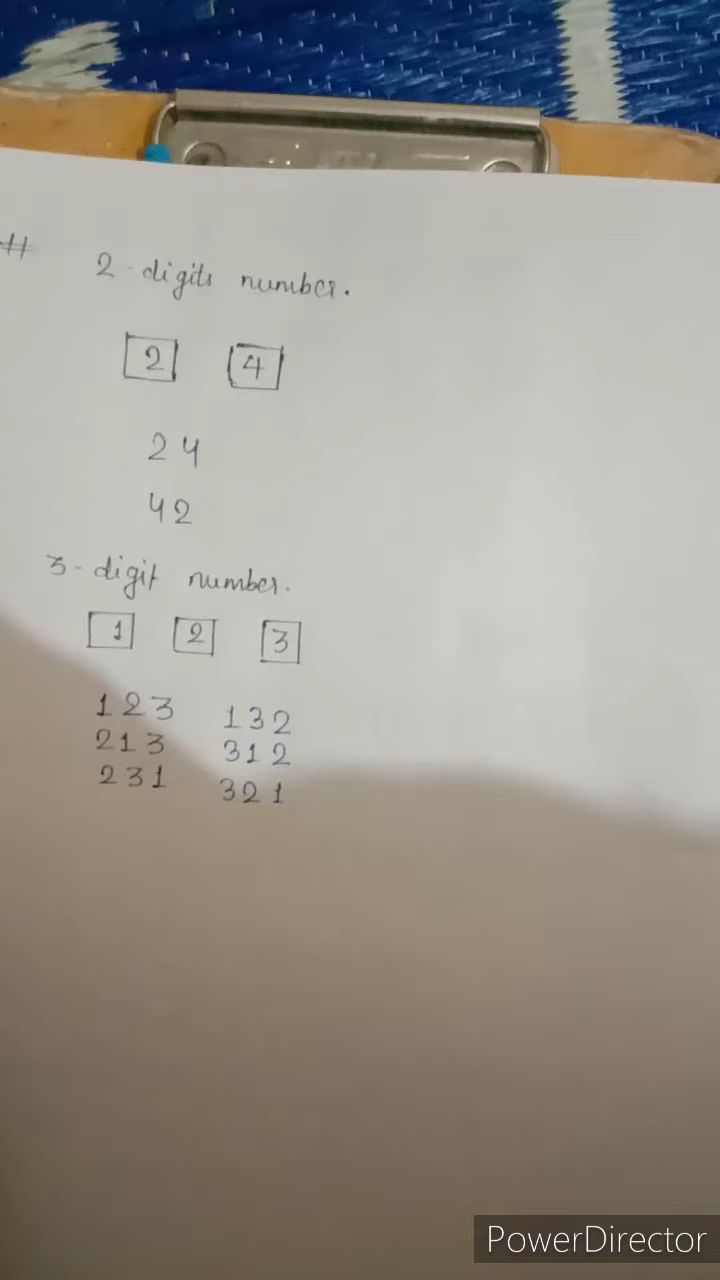 # 2-digits number.
2 4
24
42
3-digit number.
1 2 3
123 132
213 312
231 321
PowerDirector